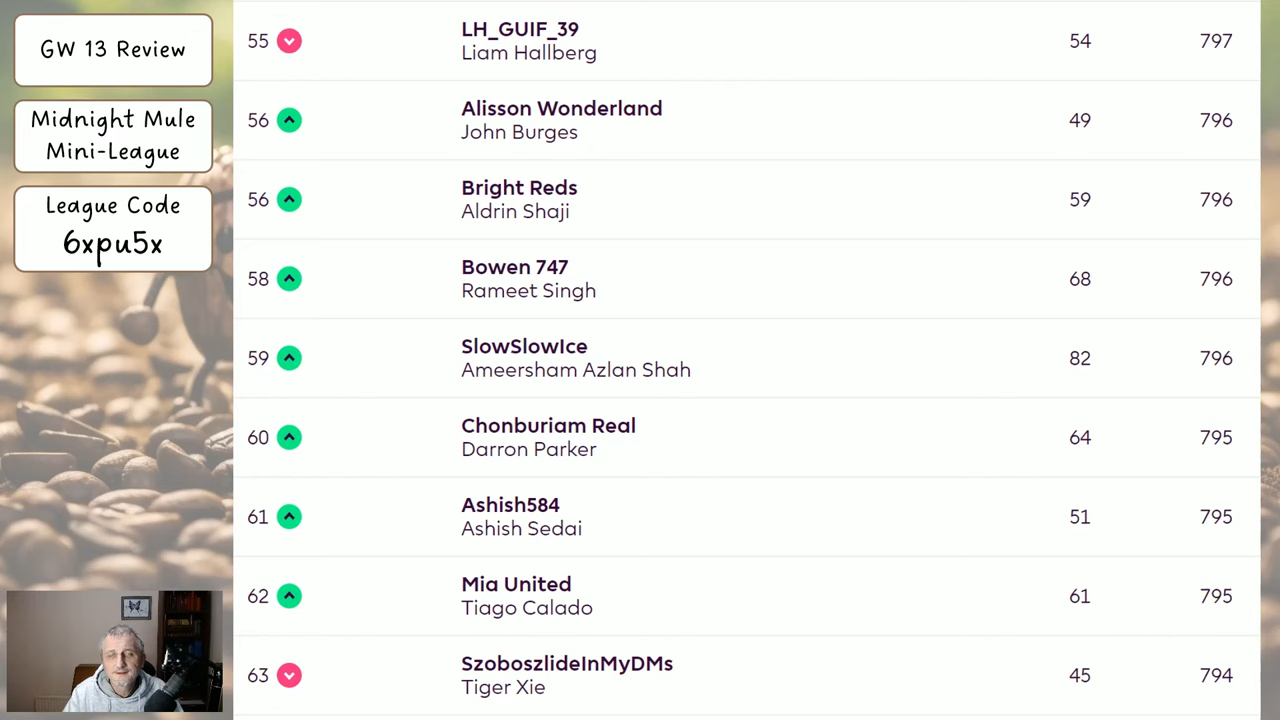 GW 13 Review
Midnight Mule
Mini-League
League Code
6xpu5x
55 LH_GUIF_39 54 797
Liam Hallberg
56 Alisson Wonderland 49 796
John Burges
56 Bright Reds 59 796
Aldrin Shaji
58 Bowen 747 68 796
Rameet Singh
59 SlowSlowIce 82 796
Ameersham Azlan Shah
60 Chonburiam Real 64 795
Darron Parker
61 Ashish584 51 795
Ashish Sedai
62 Mia United 61 795
Tiago Calado
63 SzoboszlideInMyDMs 45 794
Tiger Xie